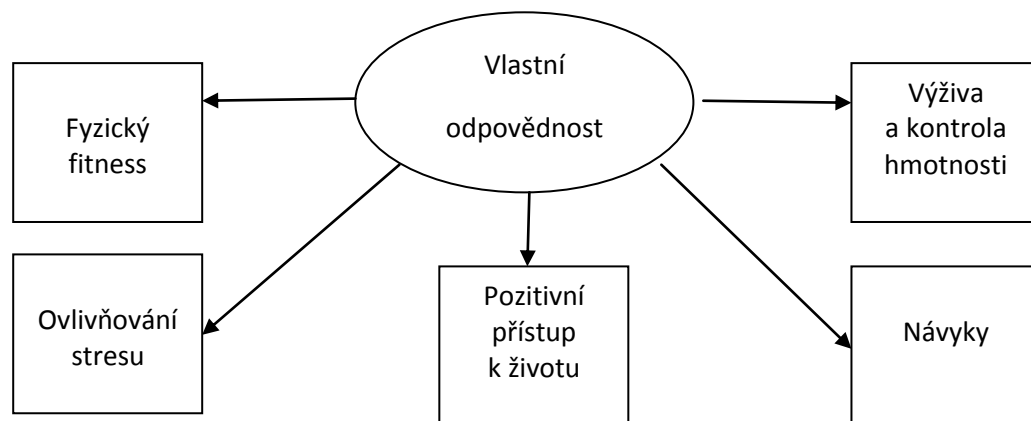 Vlastní
odpovědnost
Fyzický
fitness
Výživa
a kontrola
hmotnosti
Ovlivňování
stresu
Pozitivní
přístup
k životu
Návyky